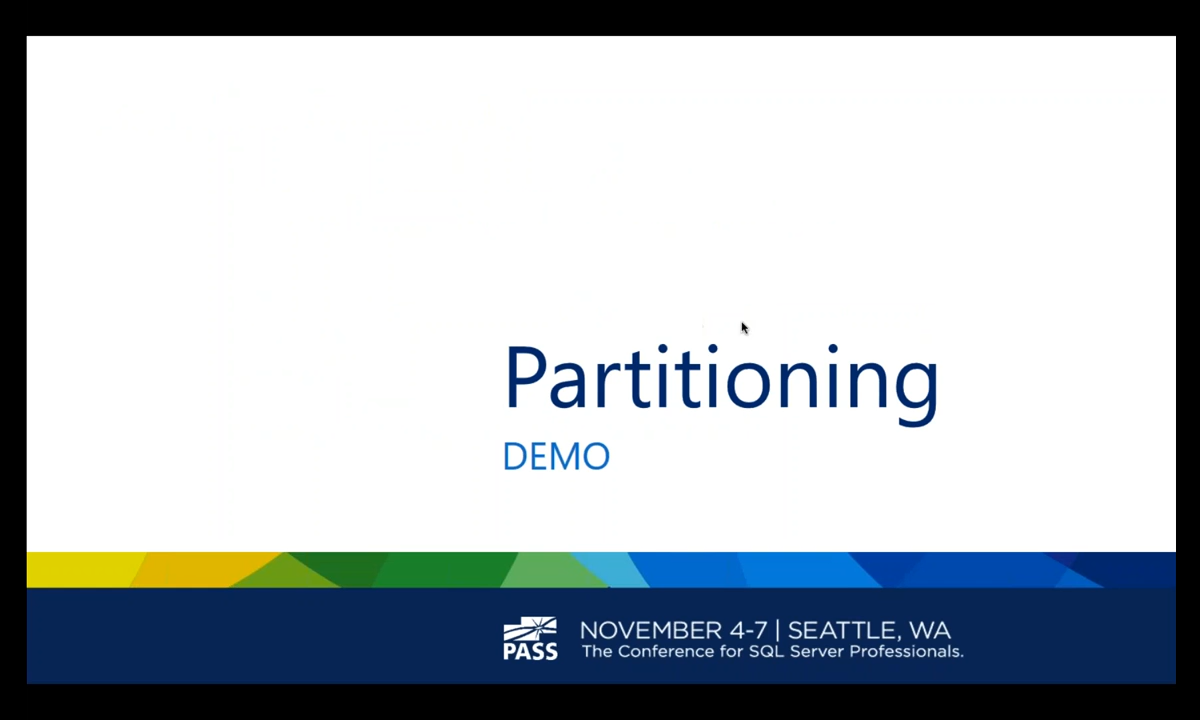 Partitioning
DEMO
PASS
NOVEMBER 4-7 | SEATTLE, WA
The Conference for SQL Server Professionals.